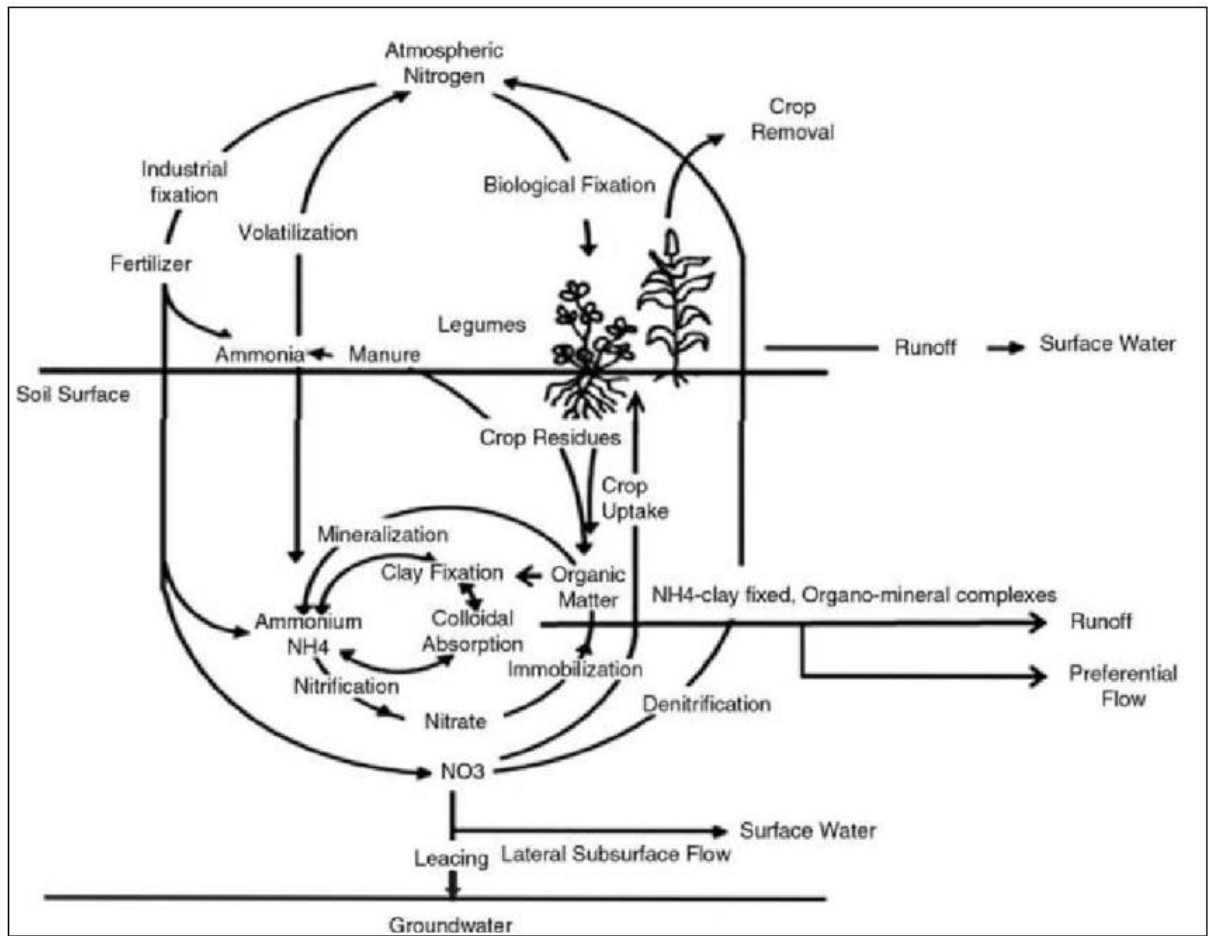 Atmospheric
Nitrogen
Crop
Removal
Industrial
fixation
Biological Fixation
Volatilization
Fertilizer
Legumes
Ammonia
Manure
Runoff
Surface Water
Soil Surface
Crop Residues
Crop
Uptake
Mineralization
Clay Fixation
Organic
Matter
NH4-clay fixed, Organo-mineral complexes
Ammonium
NH4
Colloidal
Absorption
Runoff
Immobilization
Preferential
Flow
Nitrification
Denitrification
Nitrate
NO3
Surface Water
Leacing
Lateral Subsurface Flow
Groundwater